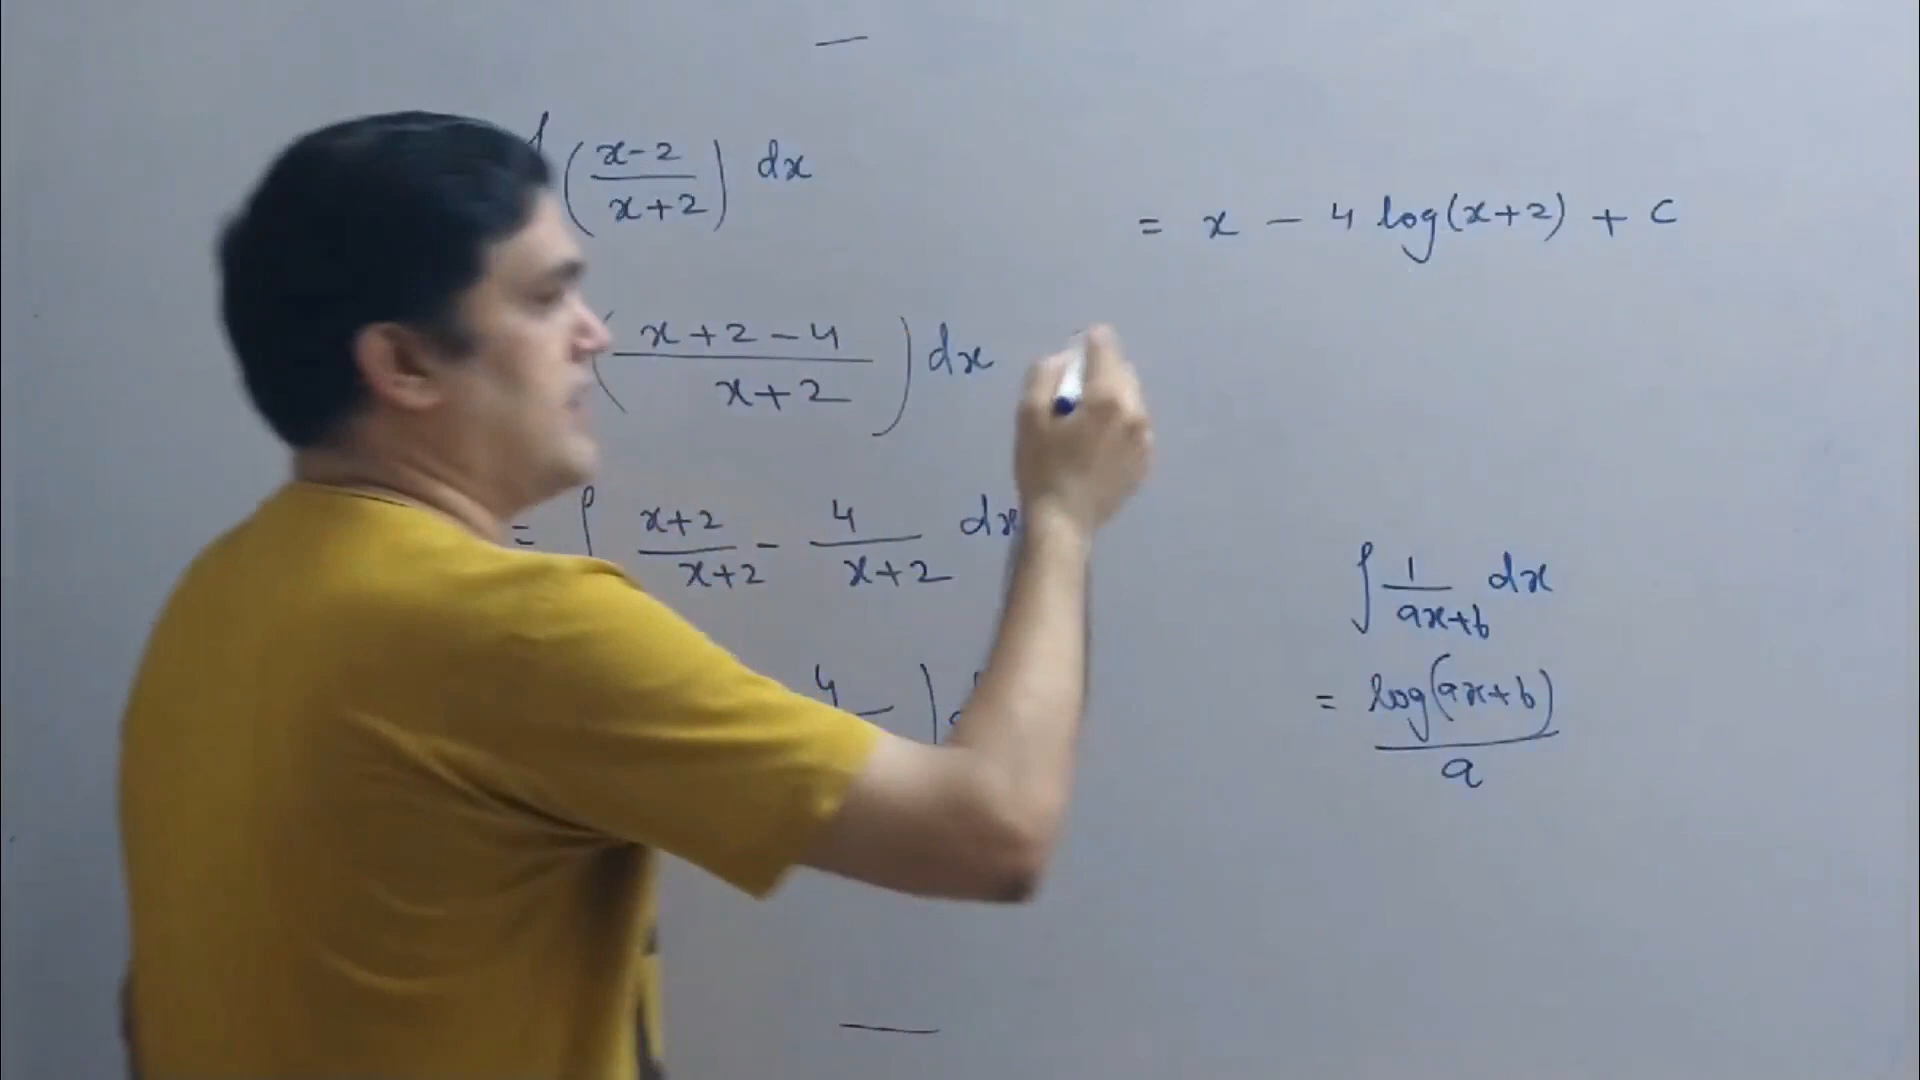 ∫ (x-2 / x+2) dx
(x+2-4 / x+2) dx
= ∫ x+2 / x+2 - 4 / x+2 dx
4
= x - 4 log(x+2) + c
∫ 1 / ax+b dx
= log(ax+b) / a